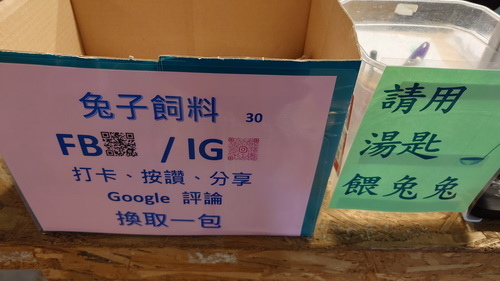 兔子飼料 30
FB / IG
打卡、按讚、分享
Google 評論
換取一包
請用
湯匙
餵兔兔